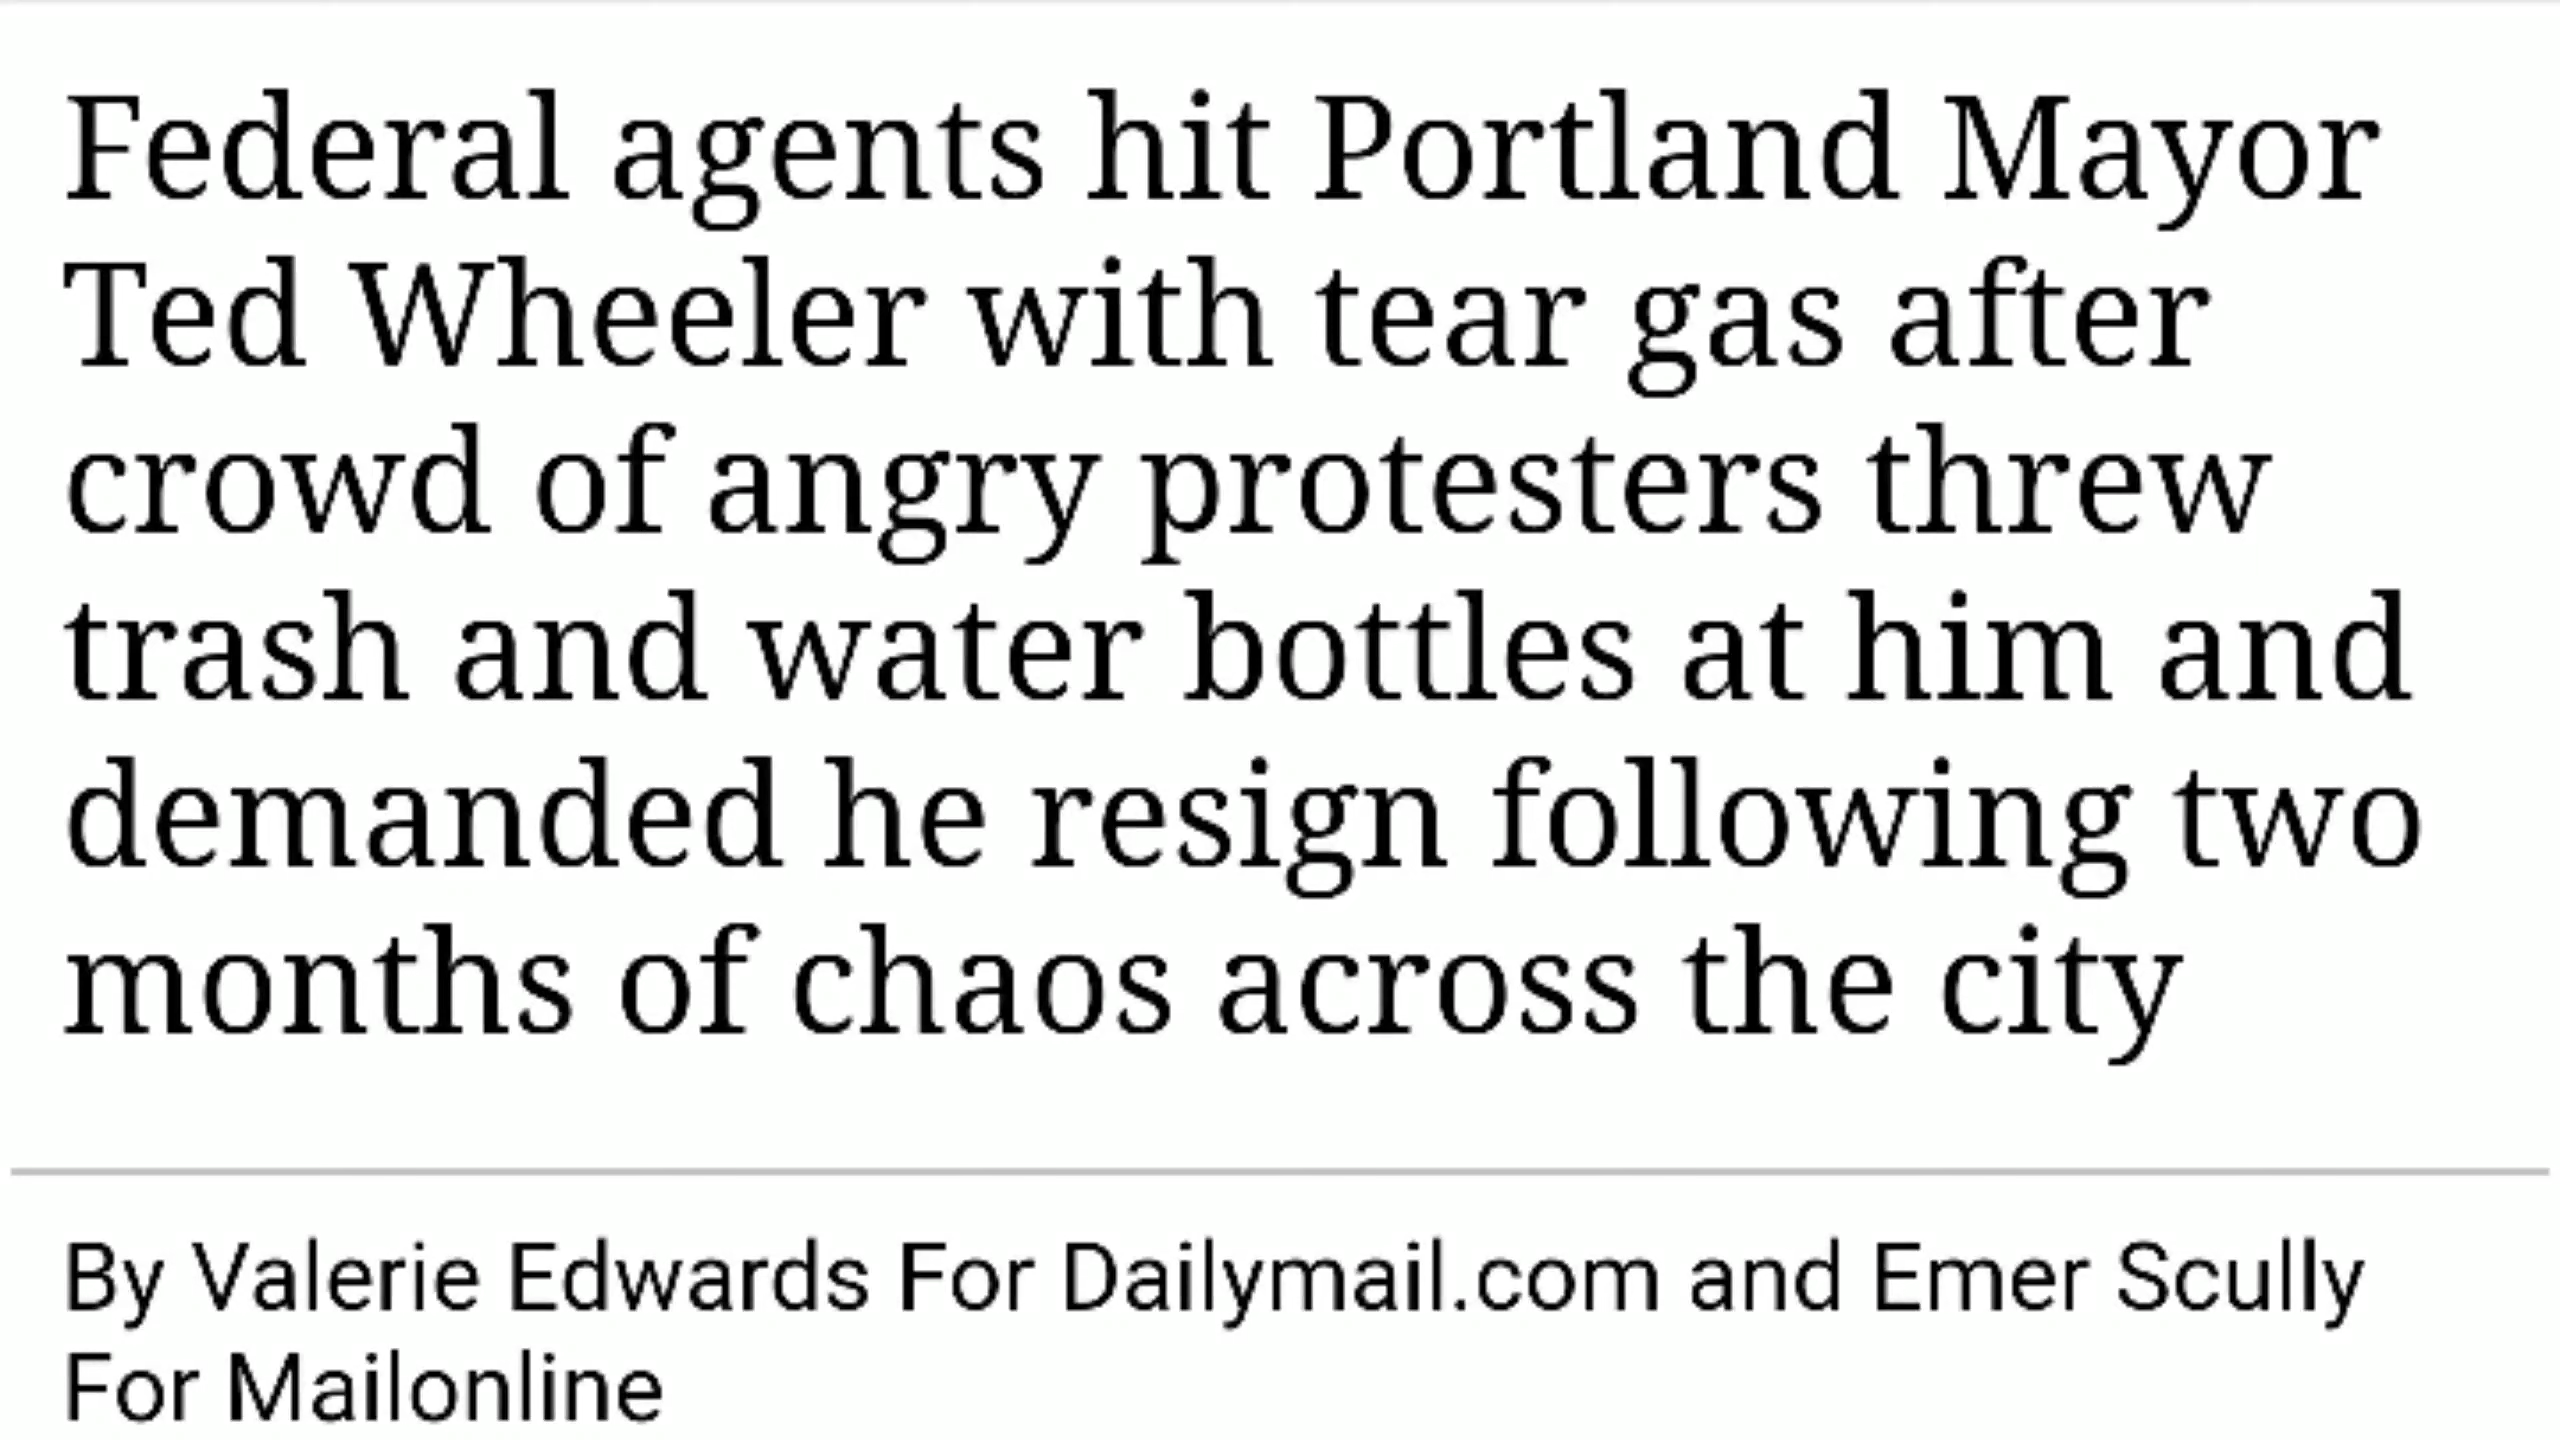 Federal agents hit Portland Mayor
Ted Wheeler with tear gas after
crowd of angry protesters threw
trash and water bottles at him and
demanded he resign following two
months of chaos across the city
By Valerie Edwards For Dailymail.com and Emer Scully
For Mailonline